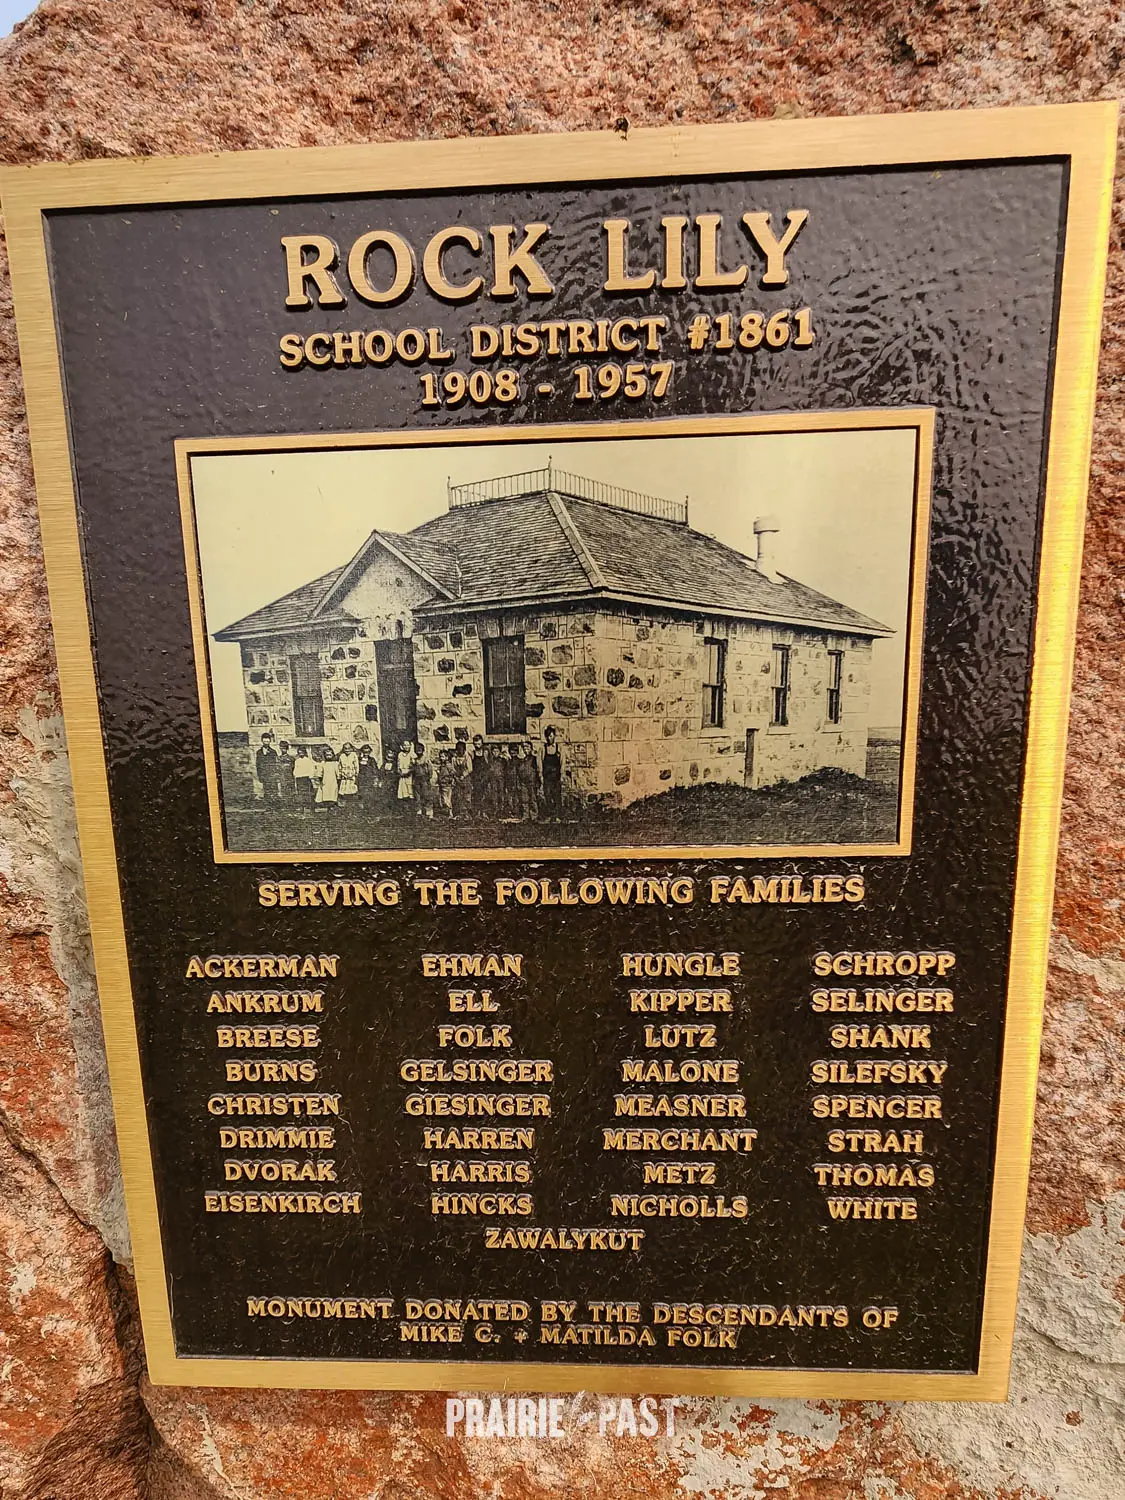 ROCK LILY
SCHOOL DISTRICT #1861
1908 - 1957
SERVING THE FOLLOWING FAMILIES
ACKERMAN EHMAN HUNGLE SCHROPP
ANKRUM ELL KIPPER SELINGER
BREESE FOLK LUTZ SHANK
BURNS GELSINGER MALONE SILEFSKY
CHRISTEN GIESINGER MEASNER SPENCER
DRIMMIE HARREN MERCHANT STRAH
DVORAK HARRIS METZ THOMAS
EISENKIRCH HINCKS NICHOLLS WHITE
ZAWALYKUT
MONUMENT DONATED BY THE DESCENDANTS OF
MIKE C. + MATILDA FOLK
PRAIRIE PAST